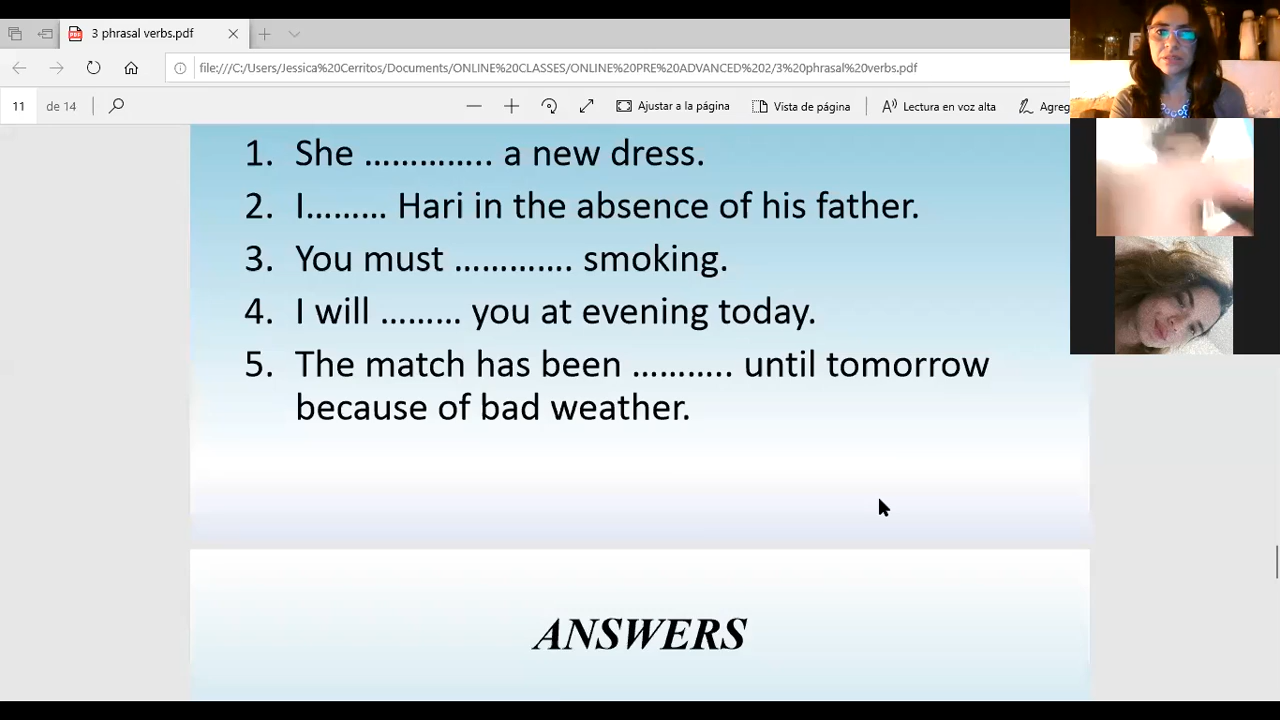 3 phrasal verbs.pdf
file:///C:/Users/Jessica%20Cerritos/Documents/ONLINE%20CLASSES/ONLINE%20PRE%20ADVANCED%202/3%20phrasal%20verbs.pdf
11 de 14 Ajustar a la página Vista de página Lectura en voz alta Agreg
1. She .............. a new dress.
2. I......... Hari in the absence of his father.
3. You must ............. smoking.
4. I will ......... you at evening today.
5. The match has been ........... until tomorrow
because of bad weather.
ANSWERS